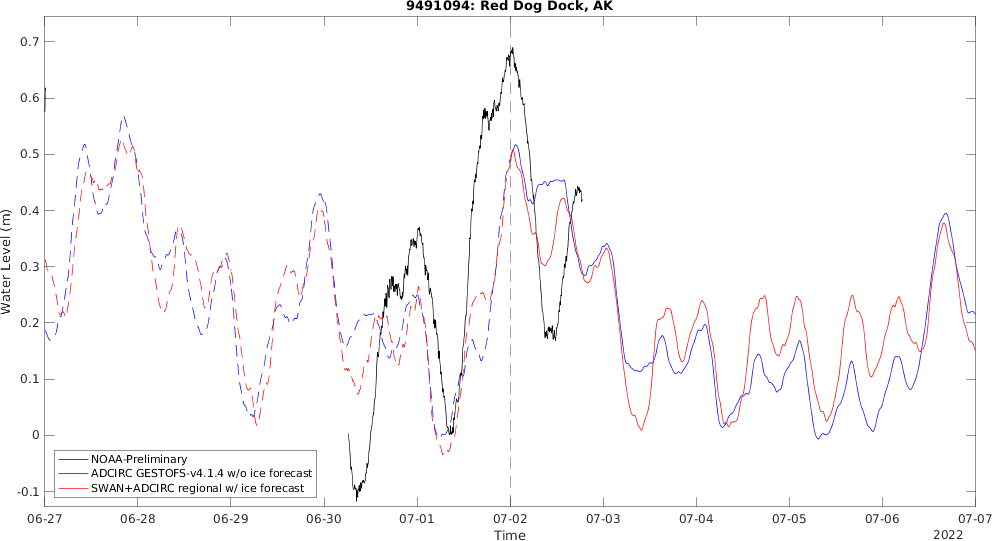 9491094: Red Dog Dock, AK
Water Level (m)
0.7
0.6
0.5
0.4
0.3
0.2
0.1
0
-0.1
NOAA-Preliminary
ADCIRC GESTOFS-v4.1.4 w/o ice forecast
SWAN+ADCIRC regional w/ ice forecast
06-27 06-28 06-29 06-30 07-01 07-02 07-03 07-04 07-05 07-06 07-07
Time
2022